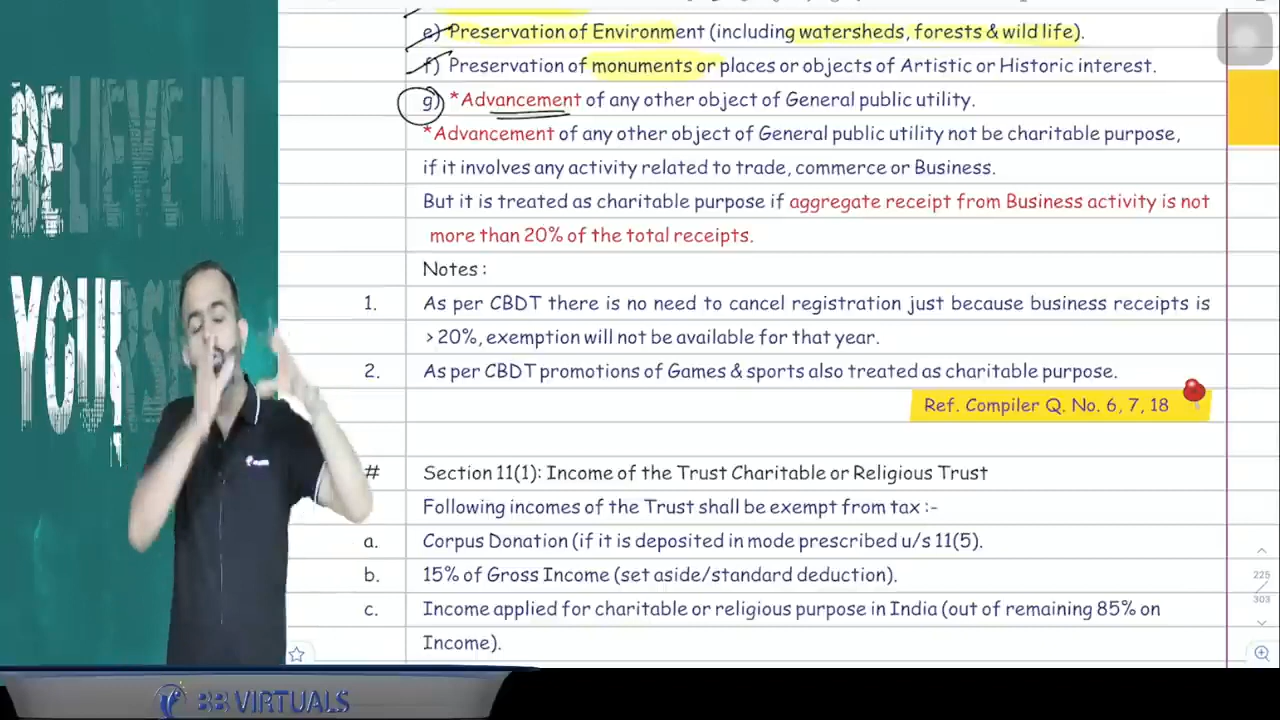 BELIEVE IN
YOURSE
e) Preservation of Environment (including watersheds, forests & wild life).
f) Preservation of monuments or places or objects of Artistic or Historic interest.
g) *Advancement of any other object of General public utility.
*Advancement of any other object of General public utility not be charitable purpose,
if it involves any activity related to trade, commerce or Business.
But it is treated as charitable purpose if aggregate receipt from Business activity is not
more than 20% of the total receipts.
Notes :
1. As per CBDT there is no need to cancel registration just because business receipts is
> 20%, exemption will not be available for that year.
2. As per CBDT promotions of Games & sports also treated as charitable purpose.
Ref. Compiler Q. No. 6, 7, 18
# Section 11(1): Income of the Trust Charitable or Religious Trust
Following incomes of the Trust shall be exempt from tax :-
a. Corpus Donation (if it is deposited in mode prescribed u/s 11(5).
b. 15% of Gross Income (set aside/standard deduction).
c. Income applied for charitable or religious purpose in India (out of remaining 85% on
Income).
225
303
BB VIRTUALS